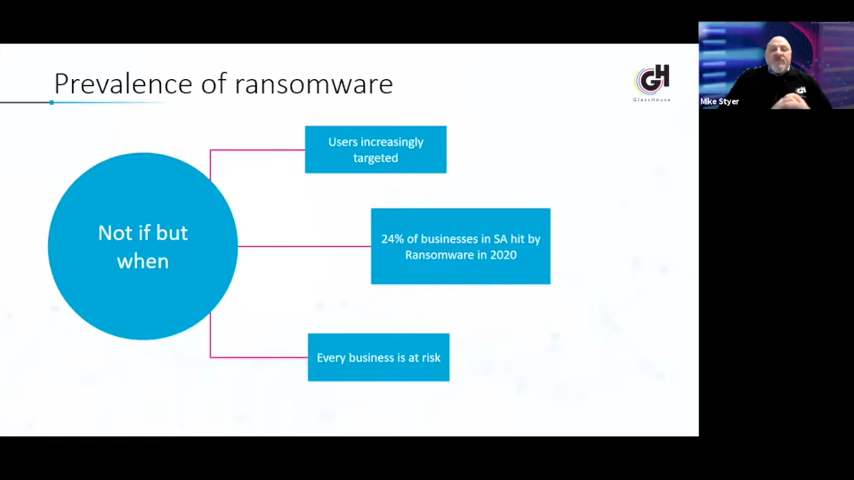 Prevalence of ransomware
GH
GlassHouse
GH
Mike Styer
Users increasingly
targeted
Not if but
when
24% of businesses in SA hit by
Ransomware in 2020
Every business is at risk